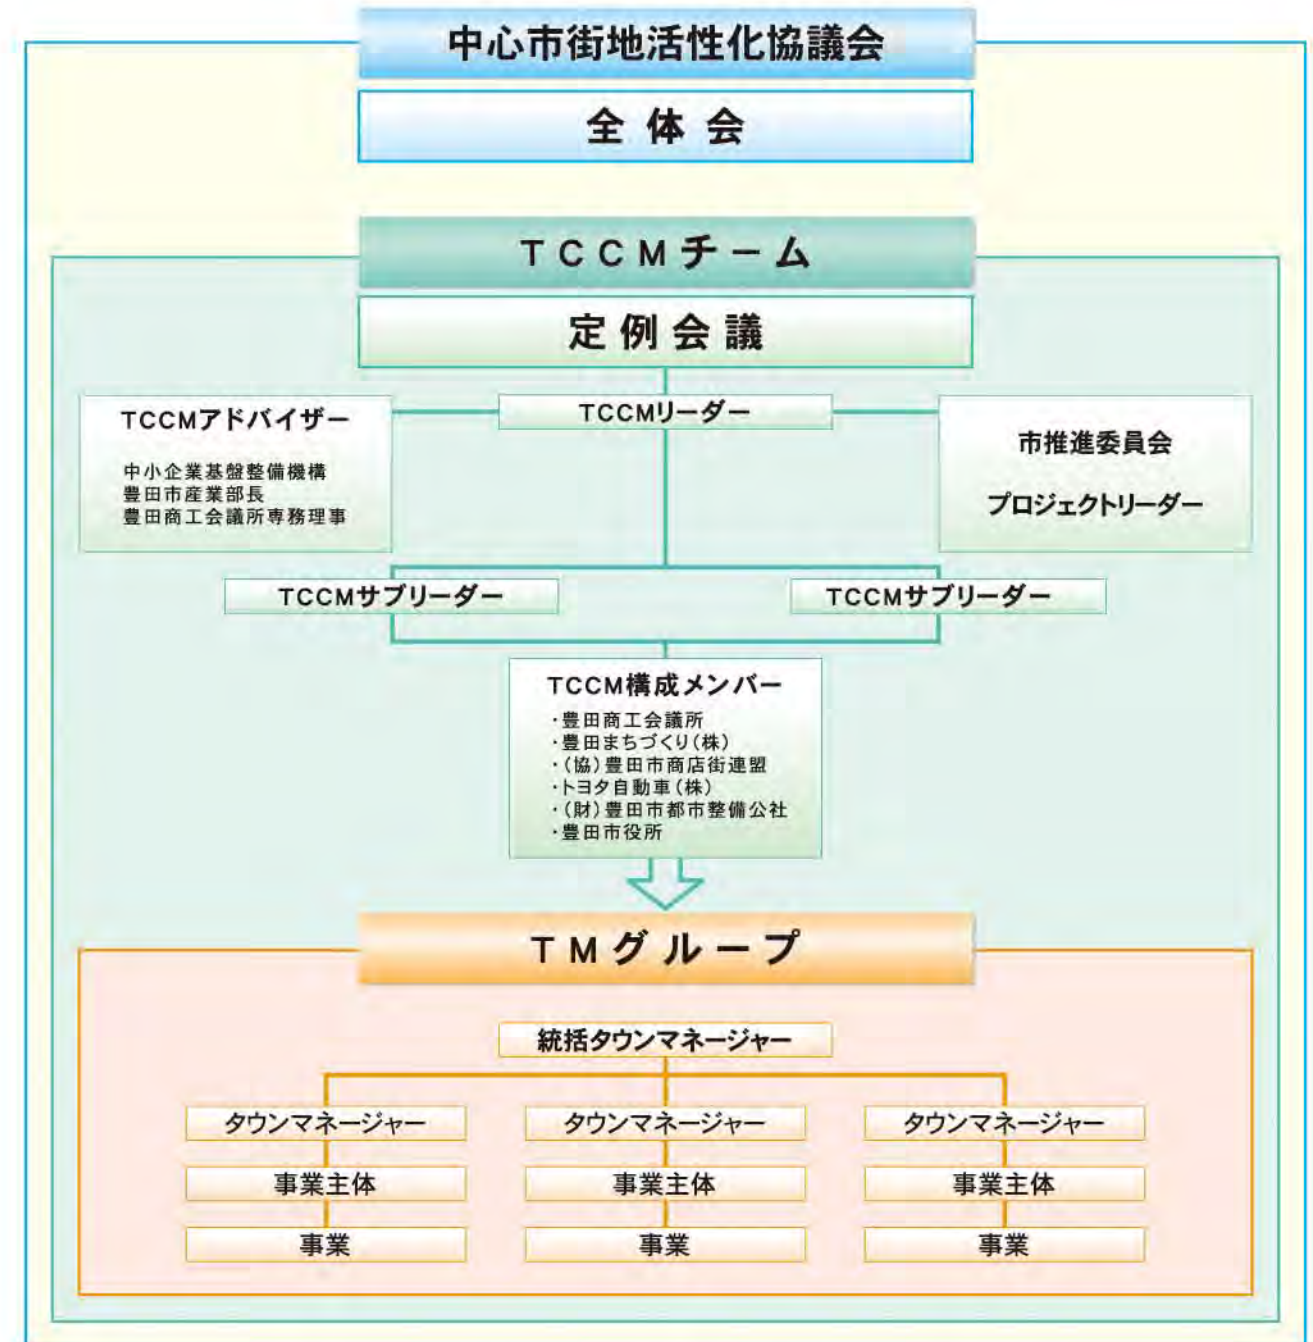 中心市街地活性化協議会
全体会
TCCMチーム
定例会議
TCCMリーダー
TCCMアドバイザー
中小企業基盤整備機構
豊田市産業部長
豊田商工会議所専務理事
市推進委員会
プロジェクトリーダー
TCCMサブリーダー
TCCMサブリーダー
TCCM構成メンバー
・豊田商工会議所
・豊田まちづくり(株)
・(協)豊田市商店街連盟
・トヨタ自動車(株)
・(財)豊田市都市整備公社
・豊田市役所
TMグループ
統括タウンマネージャー
タウンマネージャー
タウンマネージャー
タウンマネージャー
事業主体
事業主体
事業主体
事業
事業
事業